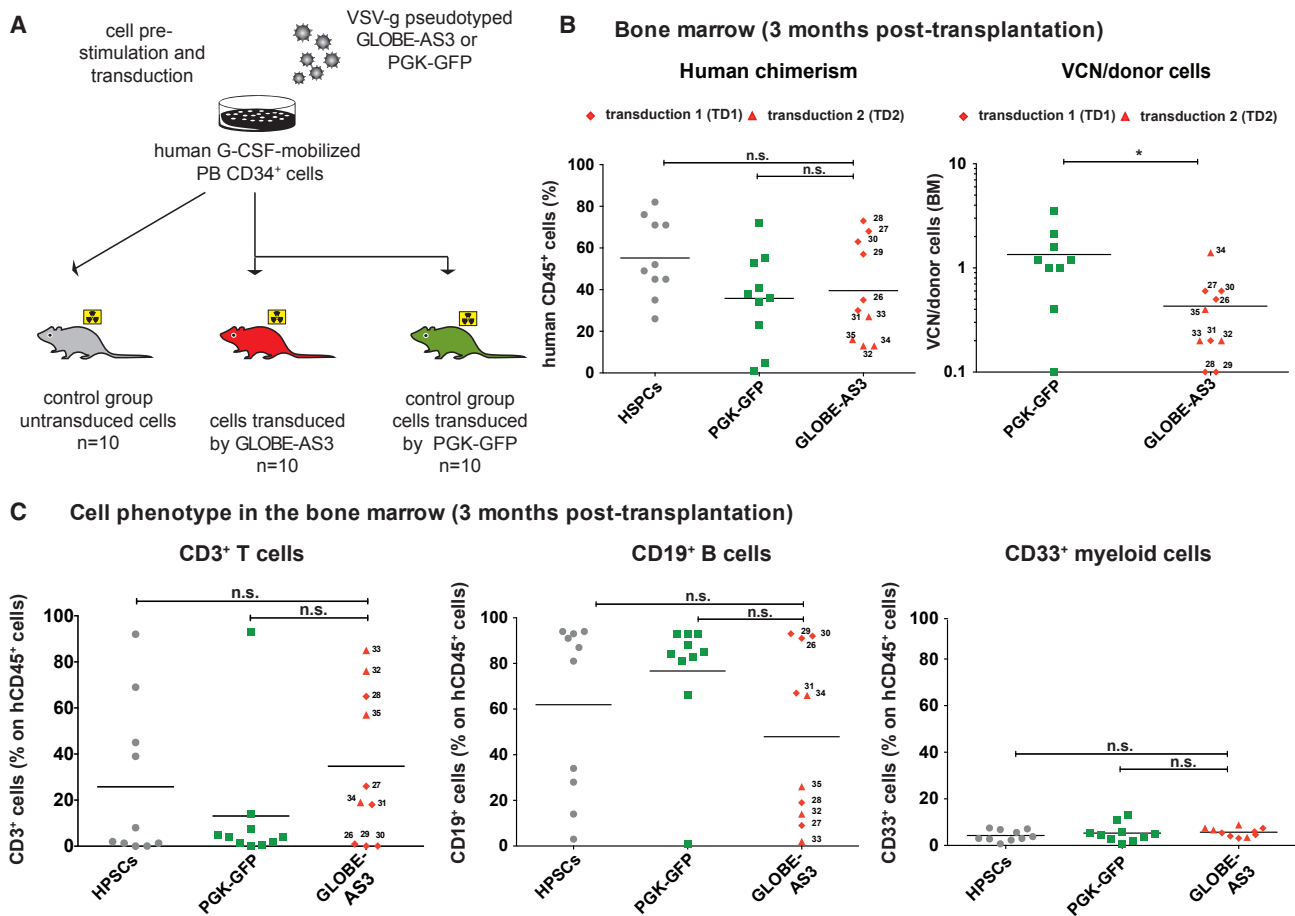 A
cell pre-
stimulation and
transduction
VSV-g pseudotyped
GLOBE-AS3 or
PGK-GFP
human G-CSF-mobilized
PB CD34⁺ cells
control group
untransduced cells
n=10
cells transduced
by GLOBE-AS3
n=10
control group
cells transduced
by PGK-GFP
n=10
B Bone marrow (3 months post-transplantation)
Human chimerism
transduction 1 (TD1) transduction 2 (TD2)
n.s.
n.s.
human CD45⁺ cells (%)
100
80
60
40
20
0
28
27
30
29
26
31 33
35 34
32
HSPCs
PGK-GFP
GLOBE-AS3
VCN/donor cells
transduction 1 (TD1) transduction 2 (TD2)
*
VCN/donor cells (BM)
10
1
0.1
34
27 30
26
35
33 31 32
28 29
PGK-GFP
GLOBE-AS3
C Cell phenotype in the bone marrow (3 months post-transplantation)
CD3⁺ T cells
n.s.
n.s.
CD3⁺ cells (% on hCD45⁺ cells)
100
80
60
40
20
0
33
32
28
35
27
34 31
26 29 30
HPSCs
PGK-GFP
GLOBE-
AS3
CD19⁺ B cells
n.s.
n.s.
CD19⁺ cells (% on hCD45⁺ cells)
100
80
60
40
20
0
29 30
26
31
34
35
28
32
27
33
HPSCs
PGK-GFP
GLOBE-
AS3
CD33⁺ myeloid cells
n.s.
n.s.
CD33⁺ cells (% on hCD45⁺ cells)
100
80
60
40
20
0
HPSCs
PGK-GFP
GLOBE-
AS3